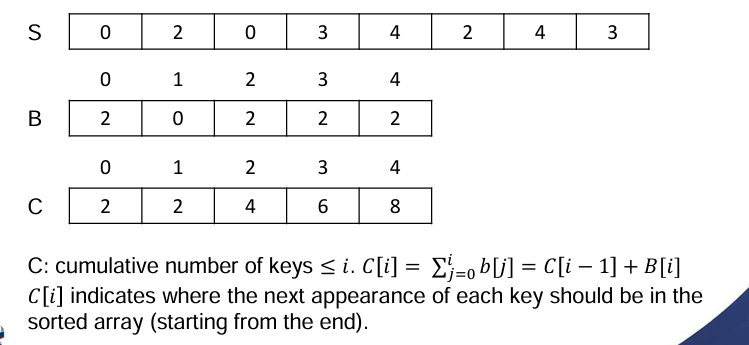 S 0 2 0 3 4 2 4 3
0 1 2 3 4
B 2 0 2 2 2
0 1 2 3 4
C 2 2 4 6 8
C: cumulative number of keys ≤ i. C[i] = ∑ⁱⱼ₌₀ b[j] = C[i − 1] + B[i]
C[i] indicates where the next appearance of each key should be in the
sorted array (starting from the end).